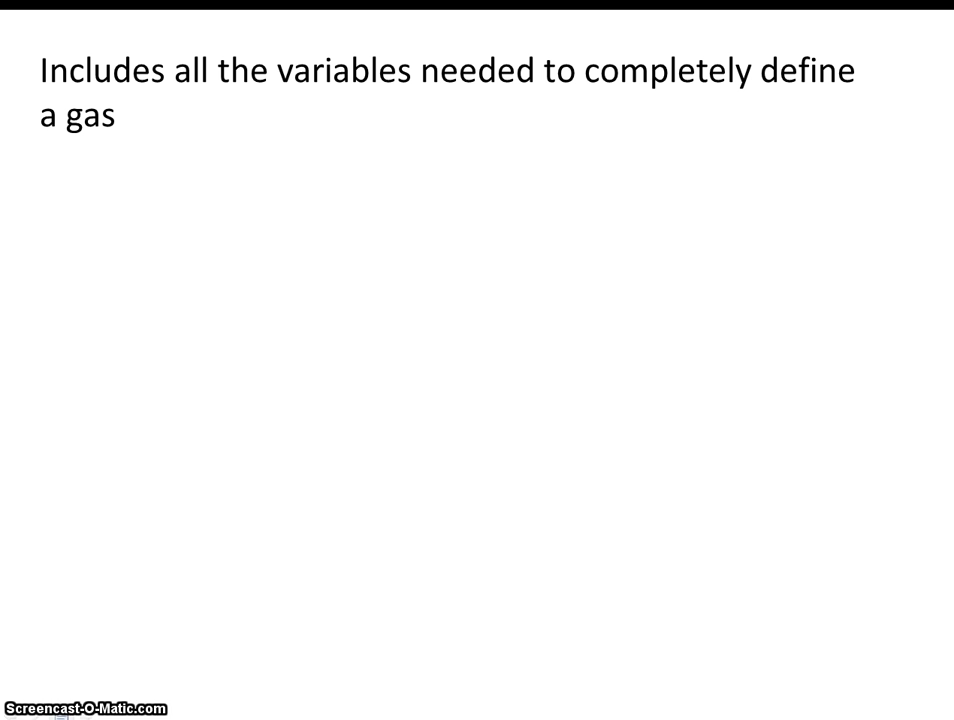 Includes all the variables needed to completely define
a gas
Screencast-O-Matic.com